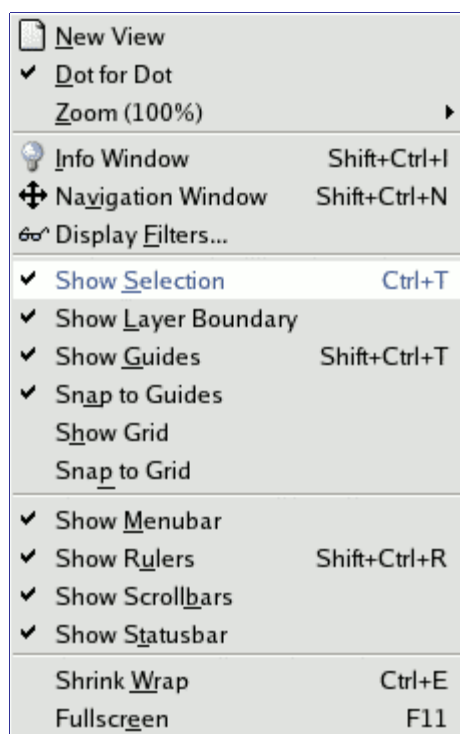 New View
Dot for Dot
Zoom (100%)
Info Window Shift+Ctrl+I
Navigation Window Shift+Ctrl+N
Display Filters...
Show Selection Ctrl+T
Show Layer Boundary
Show Guides Shift+Ctrl+T
Snap to Guides
Show Grid
Snap to Grid
Show Menubar
Show Rulers Shift+Ctrl+R
Show Scrollbars
Show Statusbar
Shrink Wrap Ctrl+E
Fullscreen F11